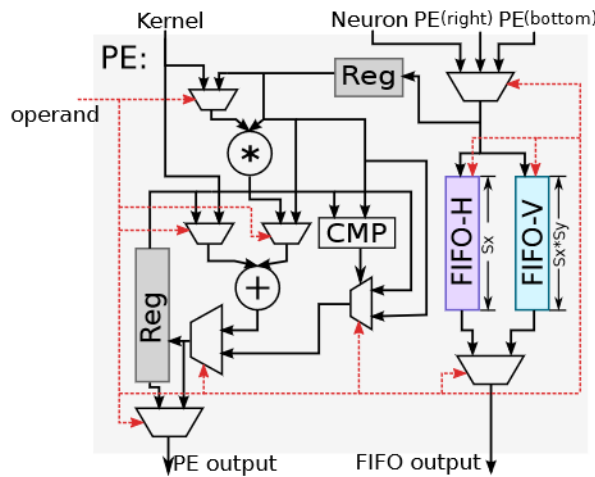 Kernel
Neuron PE(right) PE(bottom)
PE:
Reg
operand
*
CMP
FIFO-H
Sx
FIFO-V
Sx*Sy
+
Reg
PE output
FIFO output